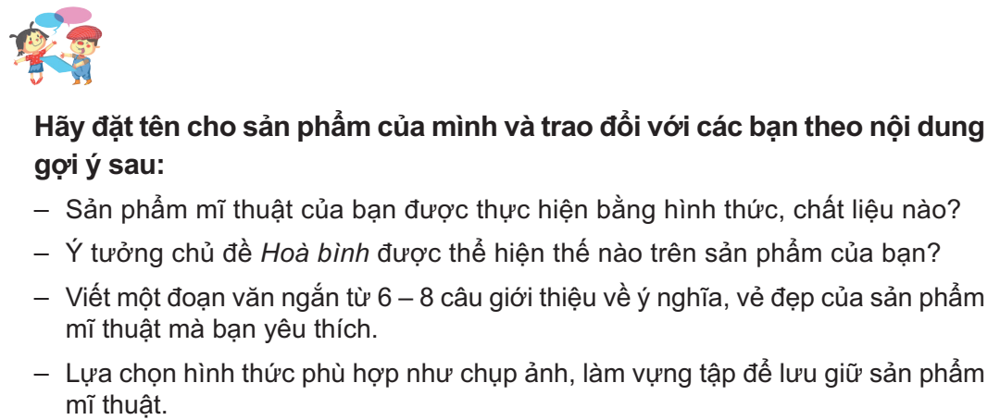 Hãy đặt tên cho sản phẩm của mình và trao đổi với các bạn theo nội dung
gợi ý sau:
– Sản phẩm mĩ thuật của bạn được thực hiện bằng hình thức, chất liệu nào?
– Ý tưởng chủ đề Hoà bình được thể hiện thế nào trên sản phẩm của bạn?
– Viết một đoạn văn ngắn từ 6 – 8 câu giới thiệu về ý nghĩa, vẻ đẹp của sản phẩm
mĩ thuật mà bạn yêu thích.
– Lựa chọn hình thức phù hợp như chụp ảnh, làm vựng tập để lưu giữ sản phẩm
mĩ thuật.